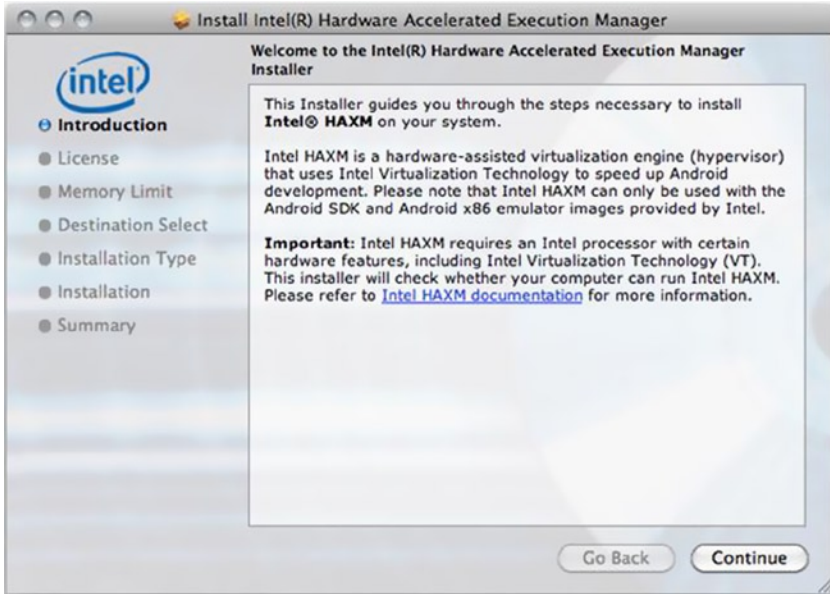 Install Intel(R) Hardware Accelerated Execution Manager
intel
Introduction
License
Memory Limit
Destination Select
Installation Type
Installation
Summary
Welcome to the Intel(R) Hardware Accelerated Execution Manager
Installer
This Installer guides you through the steps necessary to install
Intel® HAXM on your system.
Intel HAXM is a hardware-assisted virtualization engine (hypervisor)
that uses Intel Virtualization Technology to speed up Android
development. Please note that Intel HAXM can only be used with the
Android SDK and Android x86 emulator images provided by Intel.
Important: Intel HAXM requires an Intel processor with certain
hardware features, including Intel Virtualization Technology (VT).
This installer will check whether your computer can run Intel HAXM.
Please refer to Intel HAXM documentation for more information.
Go Back
Continue